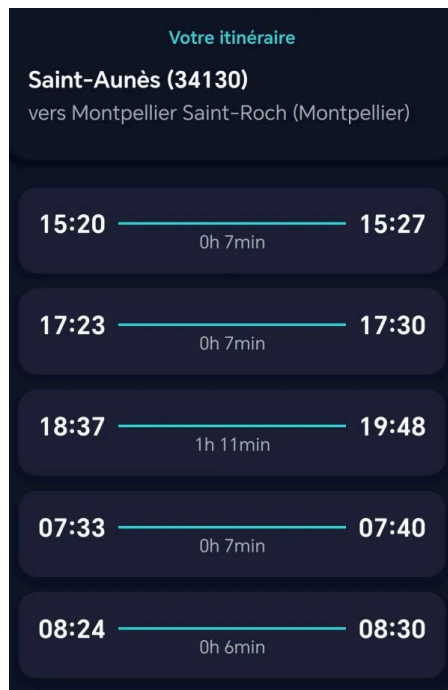 Votre itinéraire
Saint-Aunès (34130)
vers Montpellier Saint-Roch (Montpellier)
15:20 15:27
0h 7min
17:23 17:30
0h 7min
18:37 19:48
1h 11min
07:33 07:40
0h 7min
08:24 08:30
0h 6min